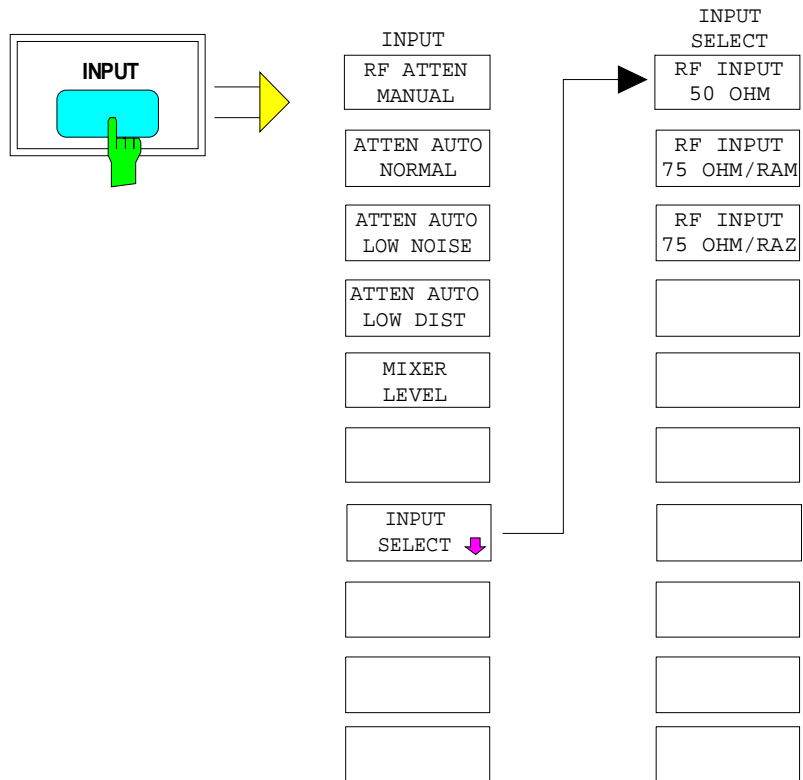 INPUT
INPUT
RF ATTEN
MANUAL
ATTEN AUTO
NORMAL
ATTEN AUTO
LOW NOISE
ATTEN AUTO
LOW DIST
MIXER
LEVEL
INPUT
SELECT
INPUT
SELECT
RF INPUT
50 OHM
RF INPUT
75 OHM/RAM
RF INPUT
75 OHM/RAZ